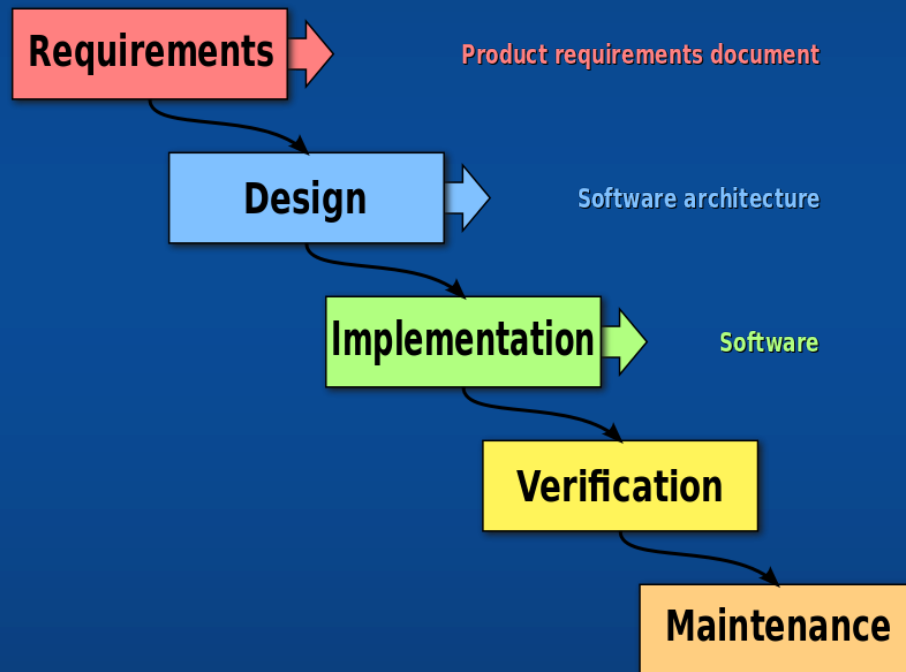 Requirements
Product requirements document
Design
Software architecture
Implementation
Software
Verification
Maintenance